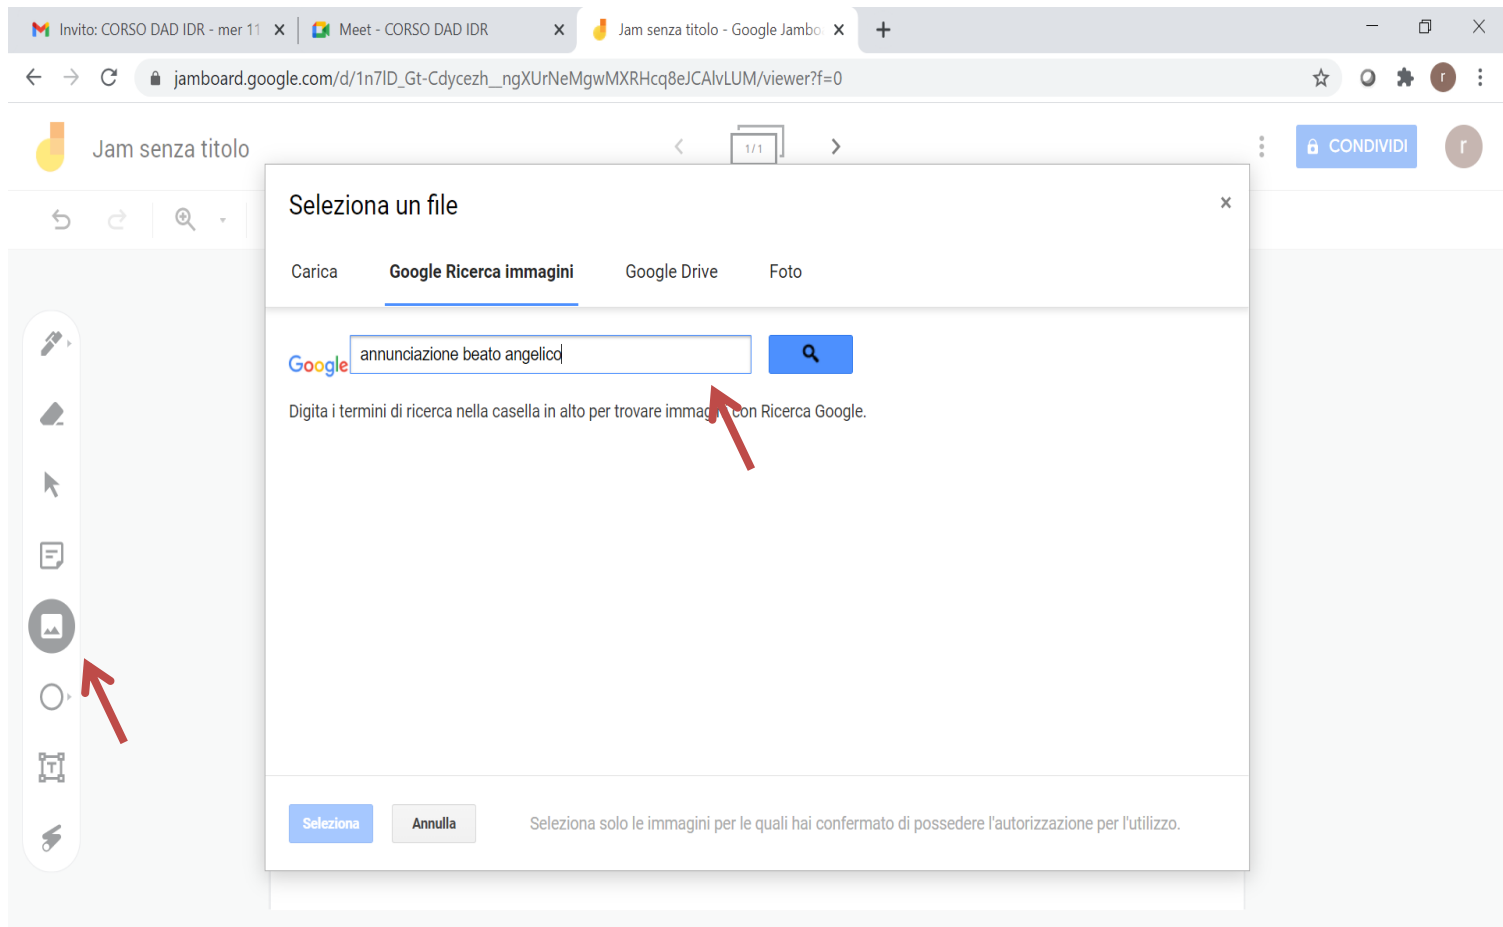 Invito: CORSO DAD IDR - mer 11
Meet - CORSO DAD IDR
Jam senza titolo - Google Jambo
jamboard.google.com/d/1n7lD_Gt-Cdycezh__ngXUrNeMgwMXRHcq8eJCAlvLUM/viewer?f=0
r
Jam senza titolo
1/1
CONDIVIDI
r
Seleziona un file
Carica
Google Ricerca immagini
Google Drive
Foto
Google
annunciazione beato angelico
Digita i termini di ricerca nella casella in alto per trovare immagini con Ricerca Google.
T
Seleziona
Annulla
Seleziona solo le immagini per le quali hai confermato di possedere l'autorizzazione per l'utilizzo.